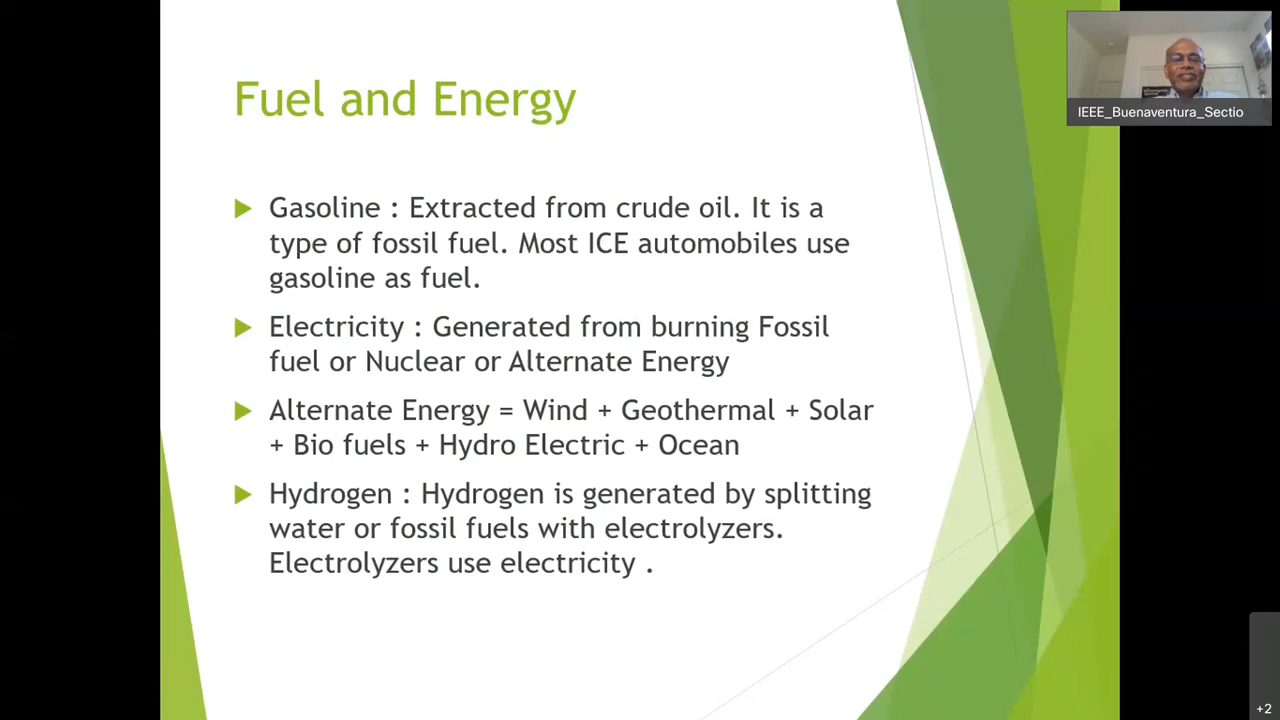 Fuel and Energy
Gasoline : Extracted from crude oil. It is a
type of fossil fuel. Most ICE automobiles use
gasoline as fuel.
Electricity : Generated from burning Fossil
fuel or Nuclear or Alternate Energy
Alternate Energy = Wind + Geothermal + Solar
+ Bio fuels + Hydro Electric + Ocean
Hydrogen : Hydrogen is generated by splitting
water or fossil fuels with electrolyzers.
Electrolyzers use electricity .
IEEE_Buenaventura_Sectio
+2